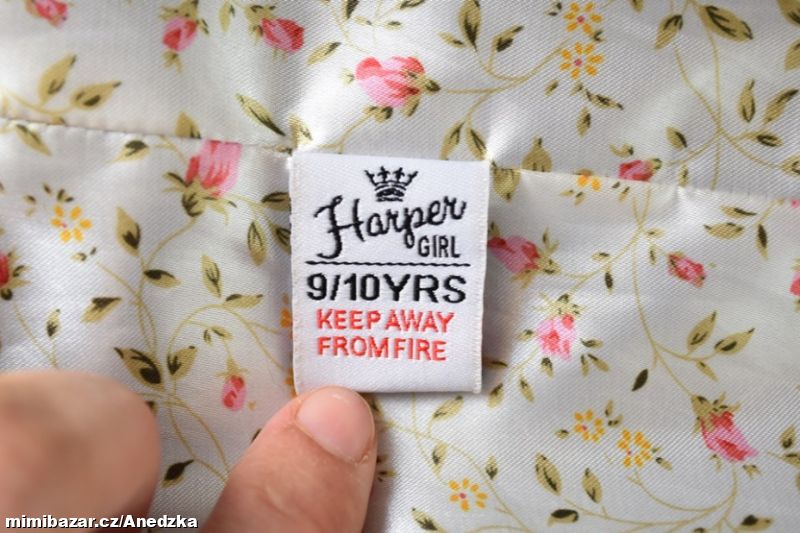 Harper
GIRL
9/10YRS
KEEP AWAY
FROM FIRE
mimibazar.cz/Anedzka